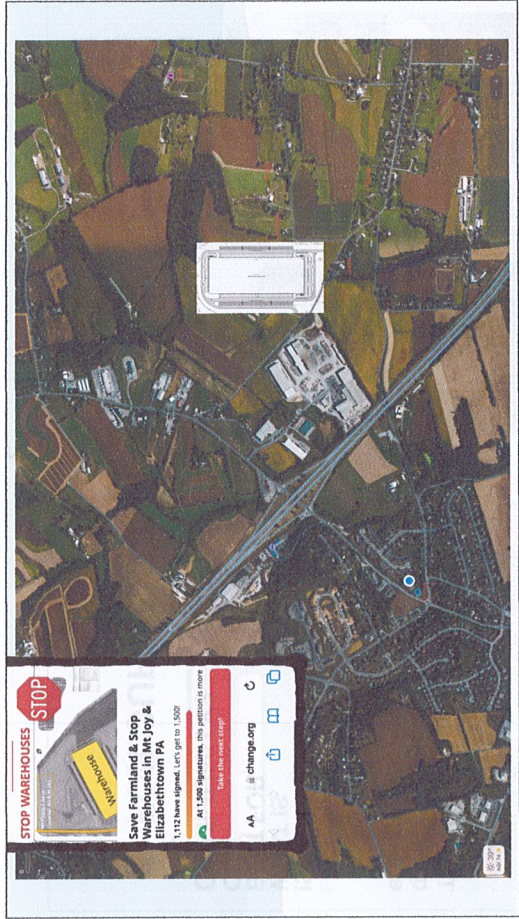 STOP WAREHOUSES
STOP
Warehouse
Save Farmland & Stop
Warehouses in Mt Joy &
Elizabethtown PA
1,112 have signed. Let's get to 1,500!
At 1,500 signatures, this petition is more
Take the next step!
AA
change.org
39°
N